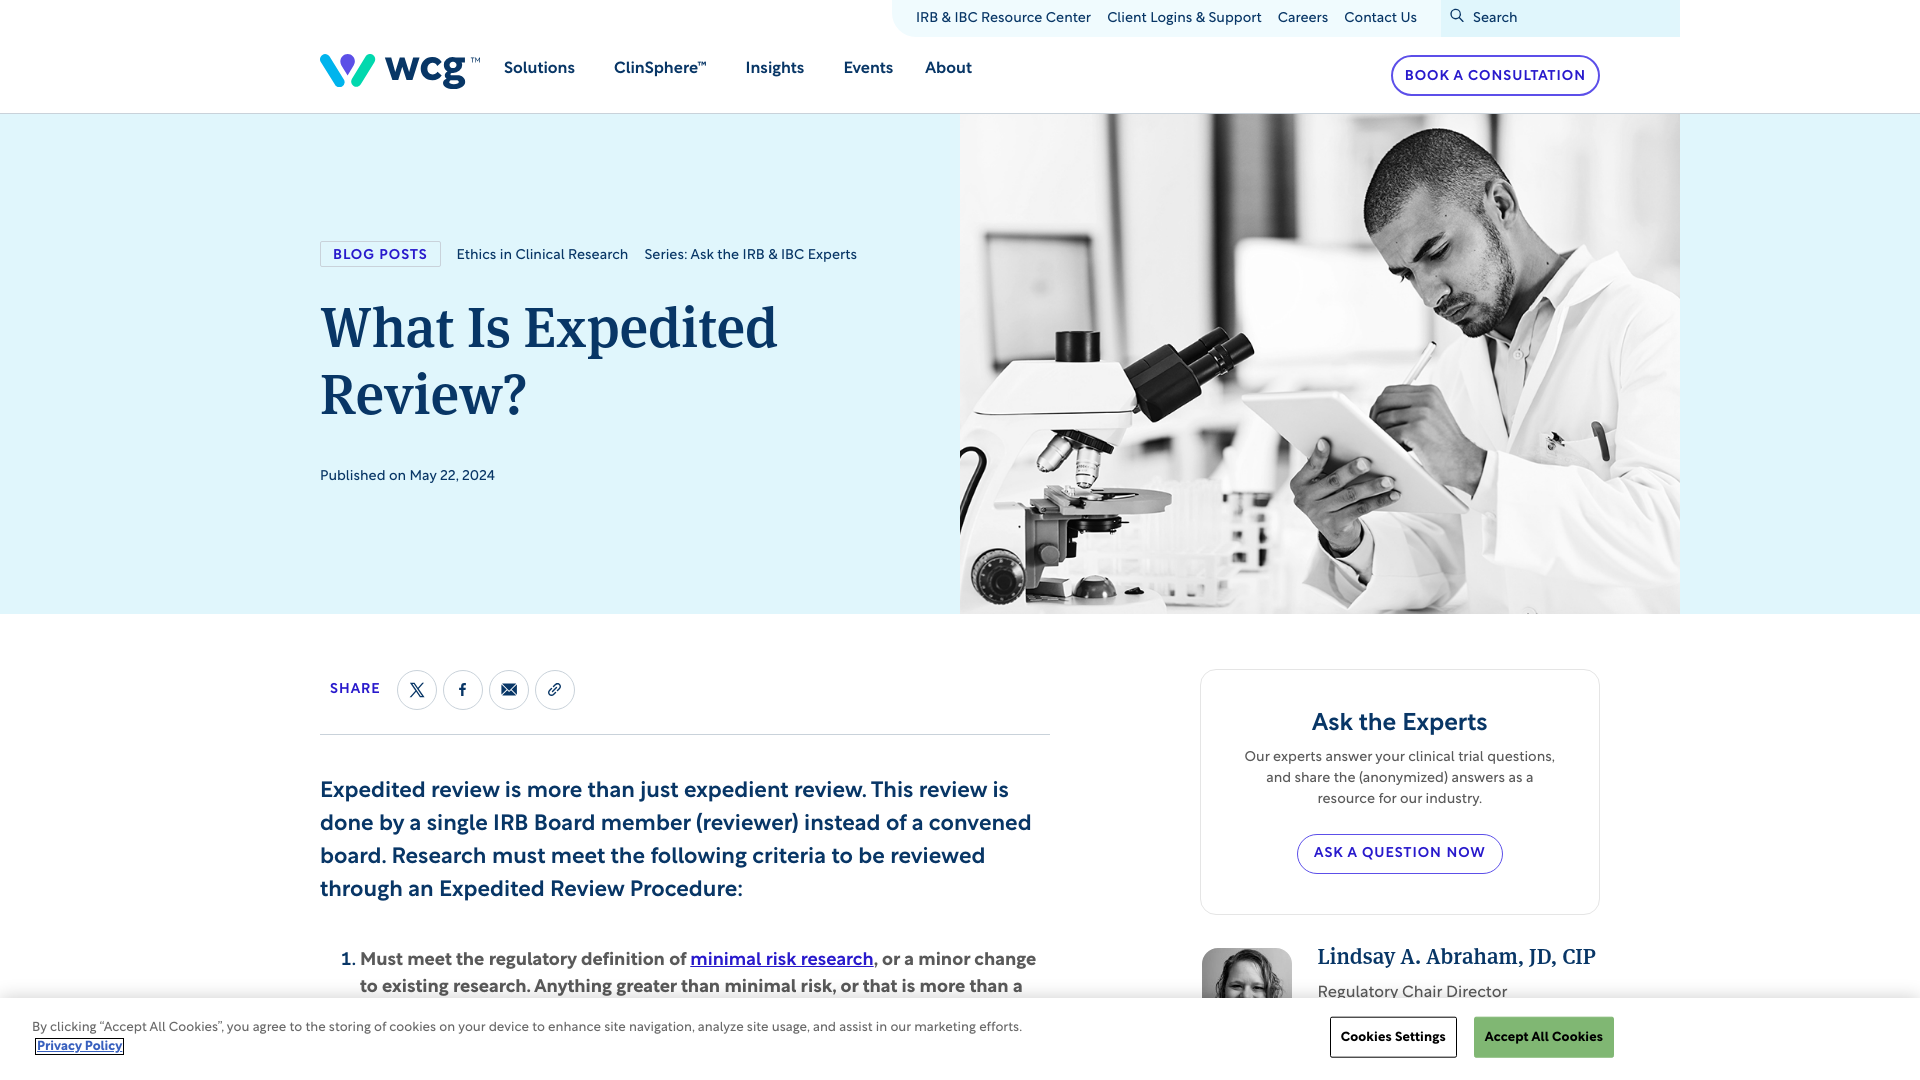 IRB & IBC Resource Center
Client Logins & Support
Careers
Contact Us
Search
wcg™
Solutions
ClinSphere™
Insights
Events
About
BOOK A CONSULTATION
BLOG POSTS
Ethics in Clinical Research
Series: Ask the IRB & IBC Experts
What Is Expedited
Review?
Published on May 22, 2024
SHARE
Expedited review is more than just expedient review. This review is
done by a single IRB Board member (reviewer) instead of a convened
board. Research must meet the following criteria to be reviewed
through an Expedited Review Procedure:
1. Must meet the regulatory definition of minimal risk research, or a minor change
to existing research. Anything greater than minimal risk, or that is more than a
Ask the Experts
Our experts answer your clinical trial questions,
and share the (anonymized) answers as a
resource for our industry.
ASK A QUESTION NOW
Lindsay A. Abraham, JD, CIP
Regulatory Chair Director
By clicking “Accept All Cookies”, you agree to the storing of cookies on your device to enhance site navigation, analyze site usage, and assist in our marketing efforts.
Privacy Policy
Cookies Settings
Accept All Cookies